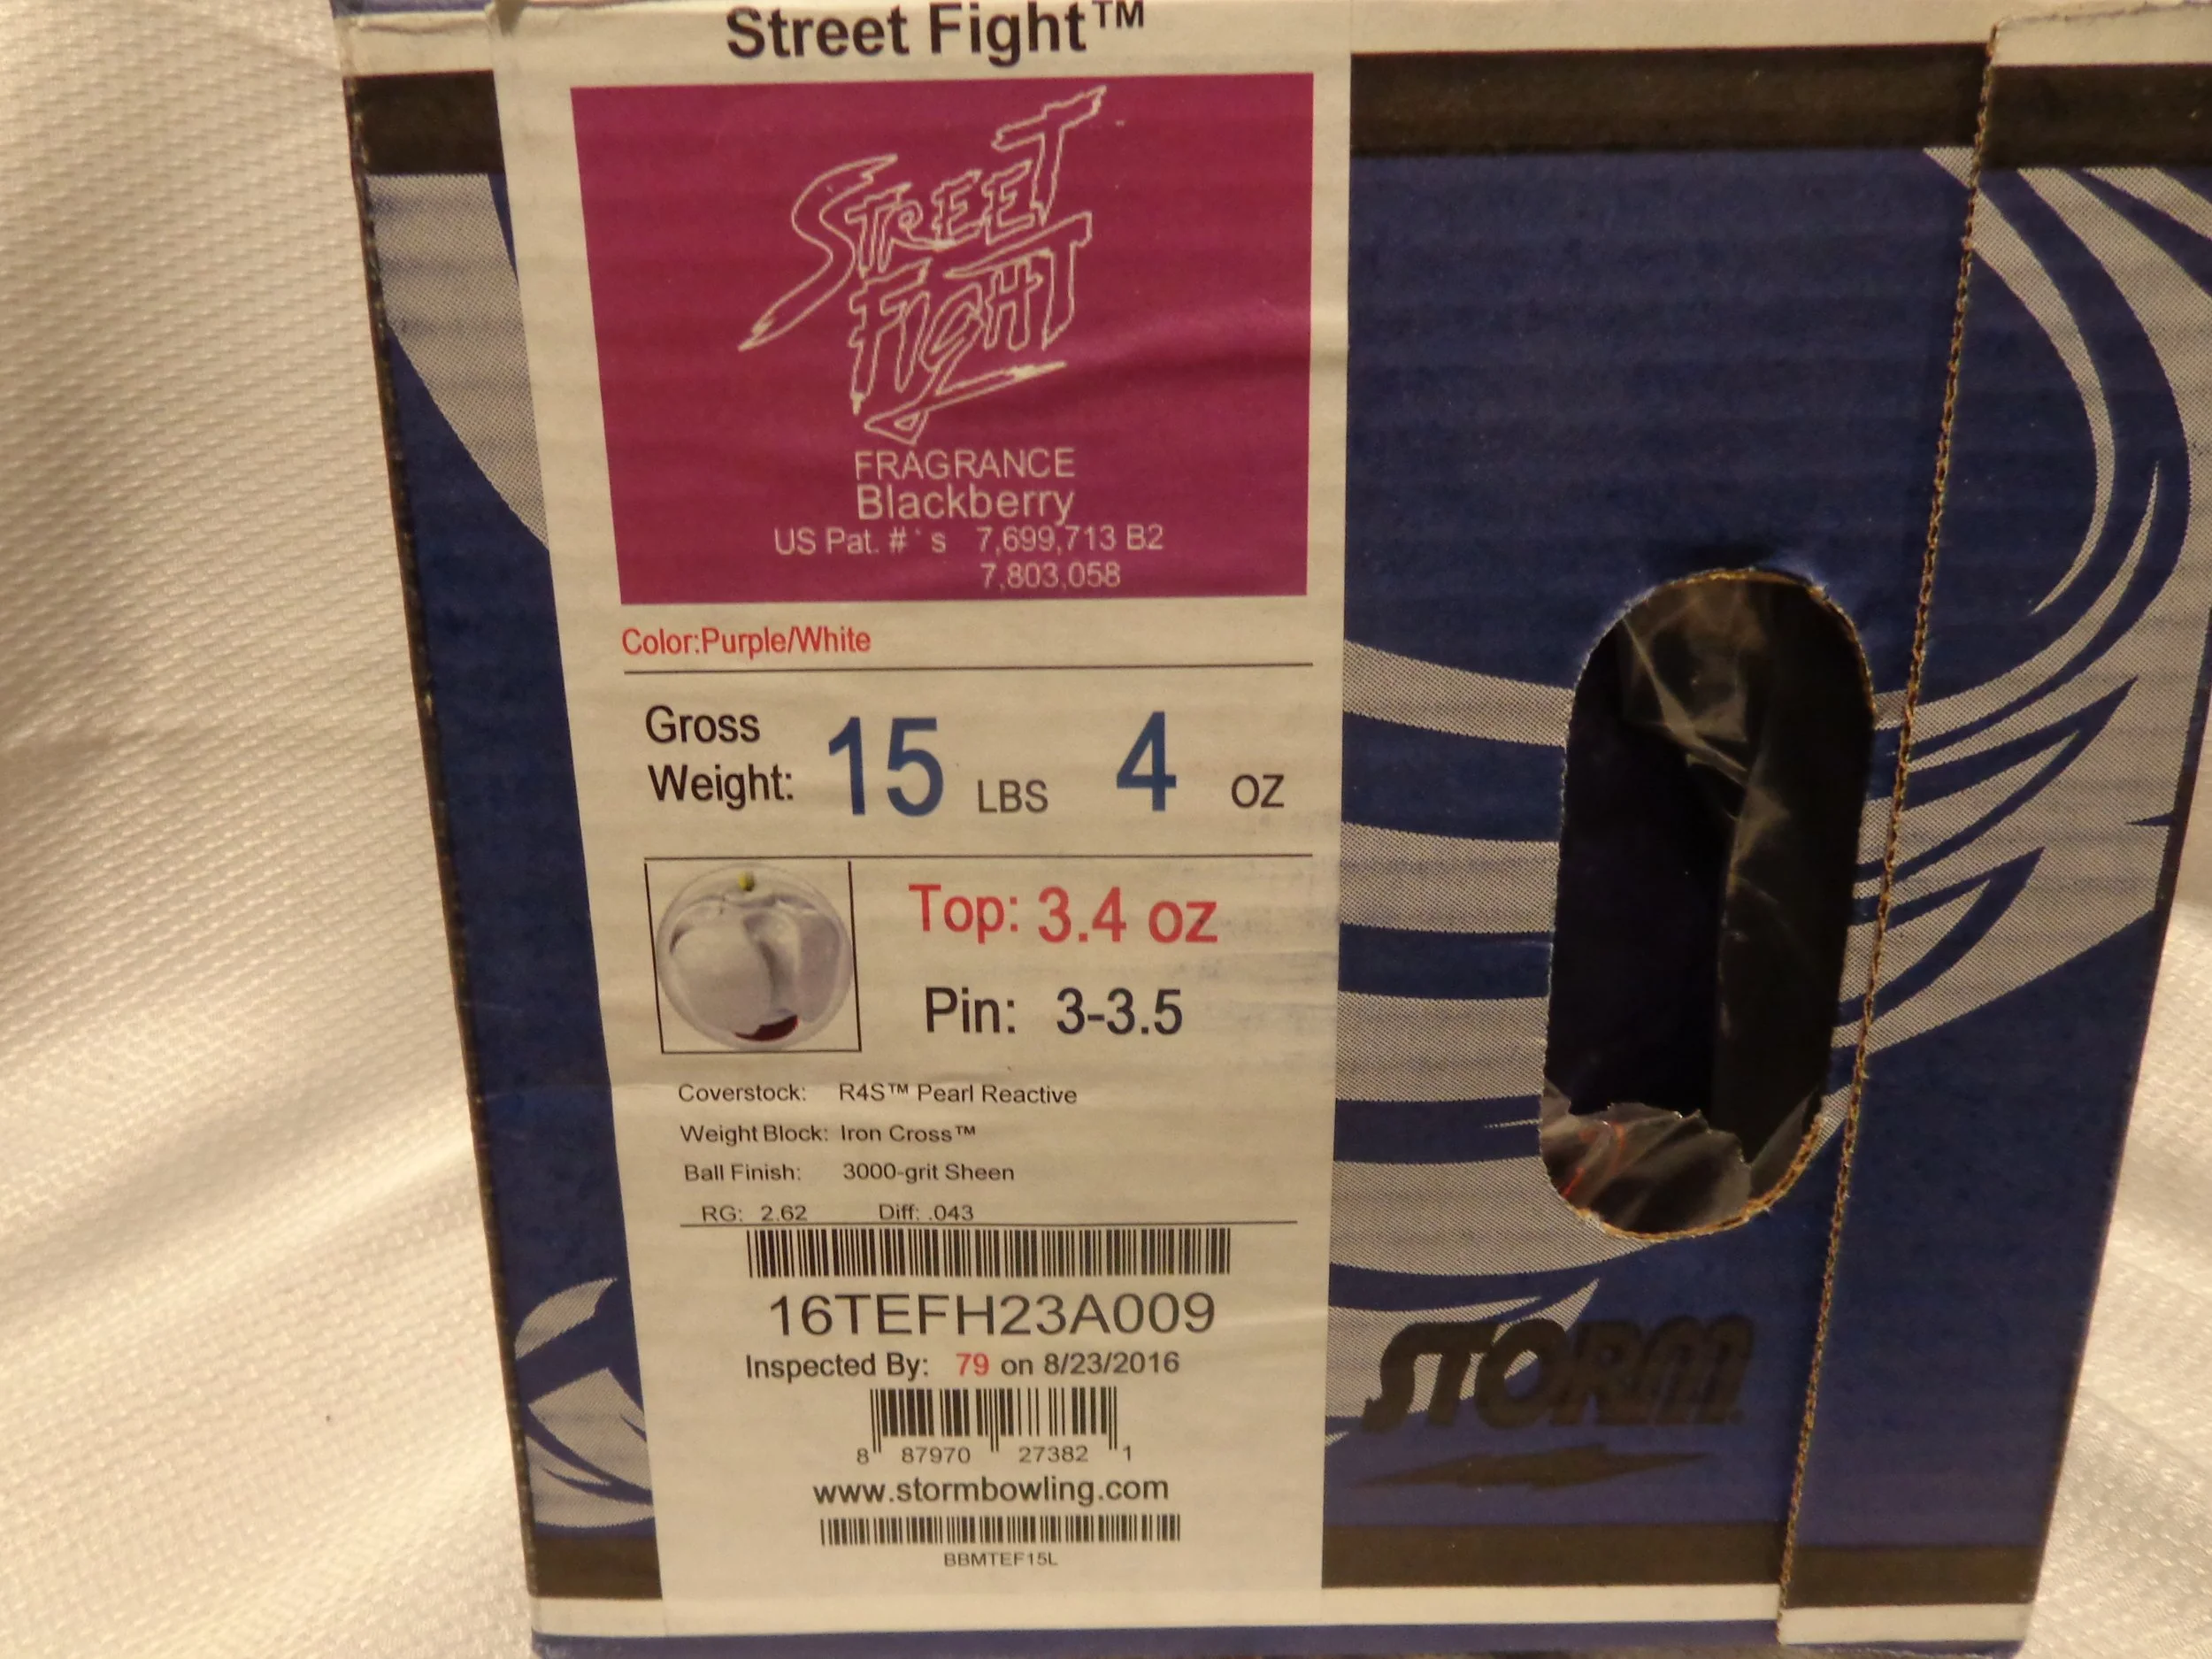 Street Fight™
STREET
FIGHT
FRAGRANCE
Blackberry
US Pat. #`s 7,699,713 B2
7,803,058
Color:Purple/White
Gross
Weight: 15 LBS 4 OZ
Top: 3.4 oz
Pin: 3-3.5
Coverstock: R4S™ Pearl Reactive
Weight Block: Iron Cross™
Ball Finish: 3000-grit Sheen
RG: 2.62 Diff: .043
16TEFH23A009
Inspected By: 79 on 8/23/2016
8 87970 27382 1
www.stormbowling.com
BBMTEF15L
STORM